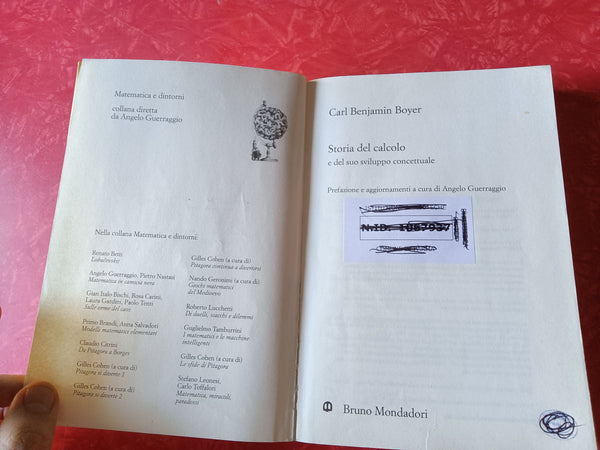 Matematica e dintorni
collana diretta
da Angelo Guerraggio
Nella collana Matematica e dintorni:
Renato Betti
Lobačevskij
Angelo Guerraggio, Pietro Nastasi
Matematica in camicia nera
Gian Italo Bischi, Rosa Carini,
Laura Gardini, Paolo Tenti
Sulle orme del caos
Primo Brandi, Anna Salvadori
Modelli matematici elementari
Claudio Citrini
Da Pitagora a Borges
Gilles Cohen (a cura di)
Pitagora si diverte 1
Gilles Cohen (a cura di)
Pitagora si diverte 2
Gilles Cohen (a cura di)
Pitagora continua a divertirsi
Nando Geronimi (a cura di)
Giochi matematici
del Medioevo
Roberto Lucchetti
Di duelli, scacchi e dilemmi
Guglielmo Tamburrini
I matematici e le macchine
intelligenti
Gilles Cohen (a cura di)
Le sfide di Pitagora
Stefano Leonesi,
Carlo Toffalori
Matematica, miracoli,
paradossi
Carl Benjamin Boyer
Storia del calcolo
e del suo sviluppo concettuale
Prefazione e aggiornamenti a cura di Angelo Guerraggio
Bruno Mondadori